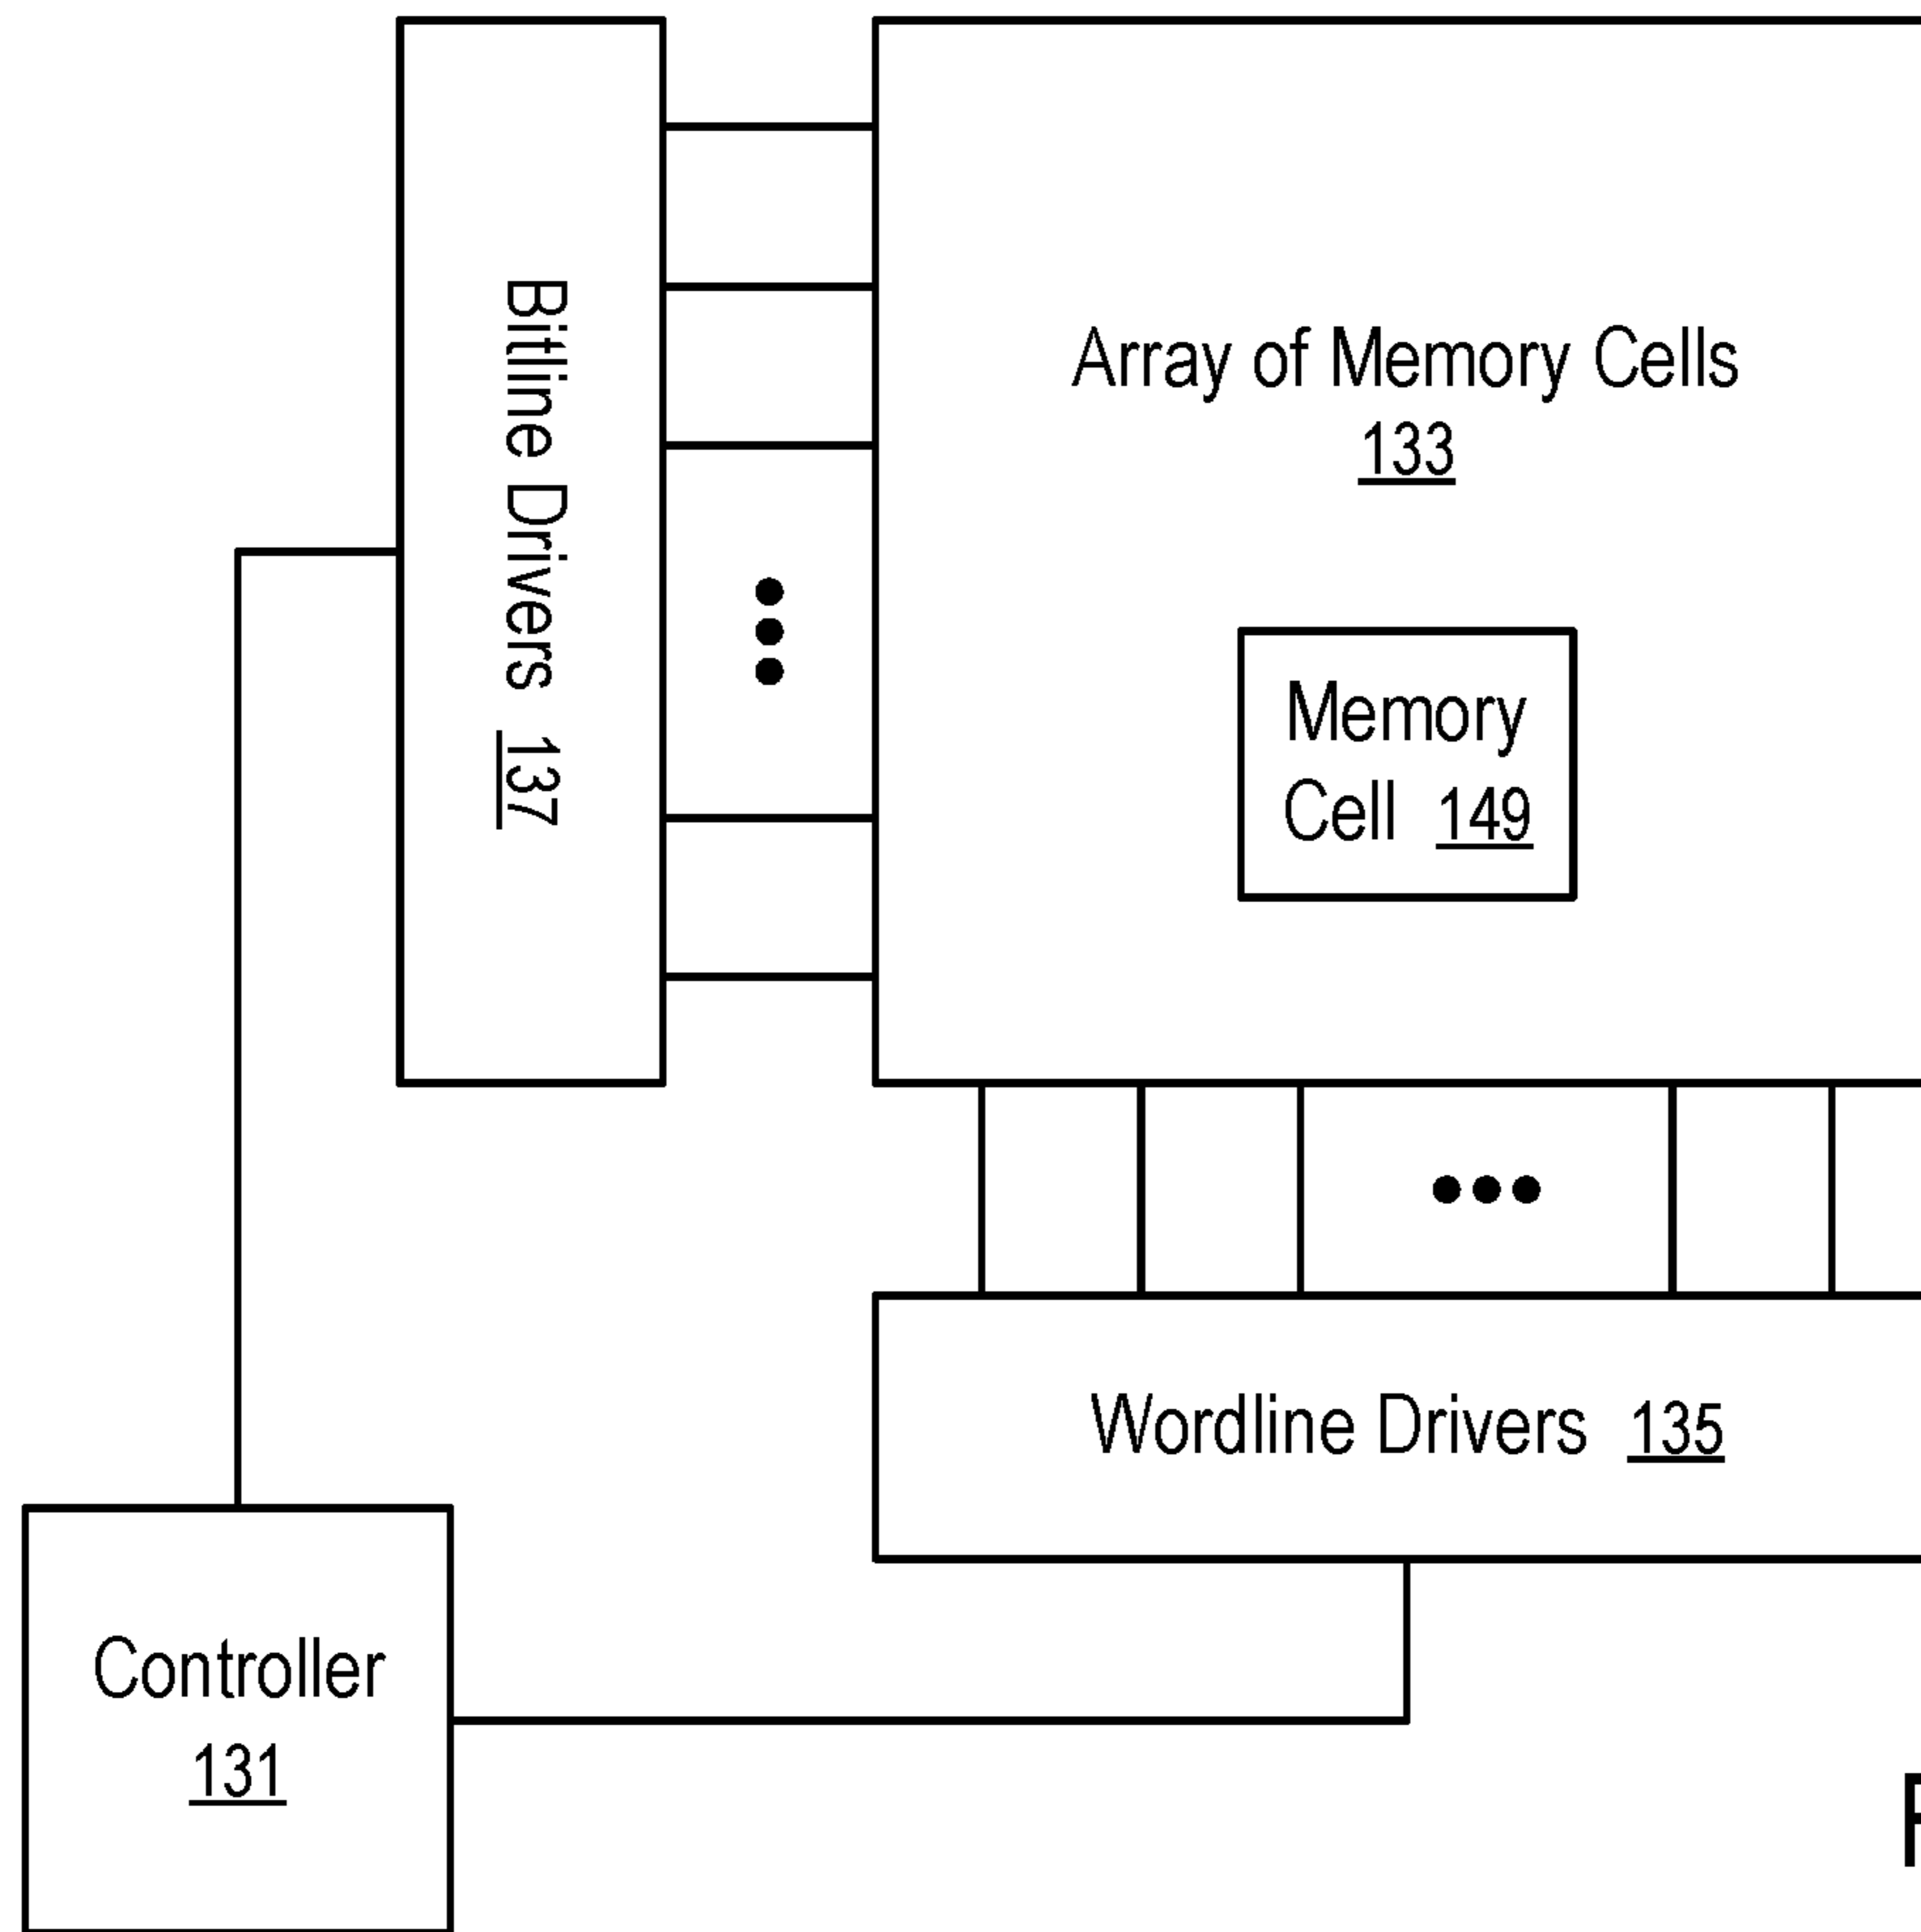 Bitline Drivers 137
Array of Memory Cells
133
Memory
Cell 149
Wordline Drivers 135
Controller
131